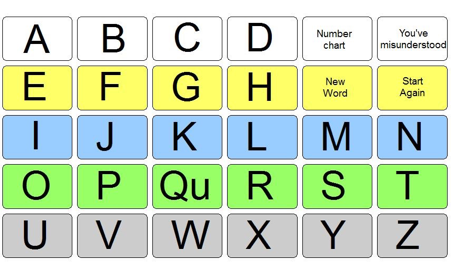 A B C D Number chart You've misunderstood
E F G H New Word Start Again
I J K L M N
O P Qu R S T
U V W X Y Z